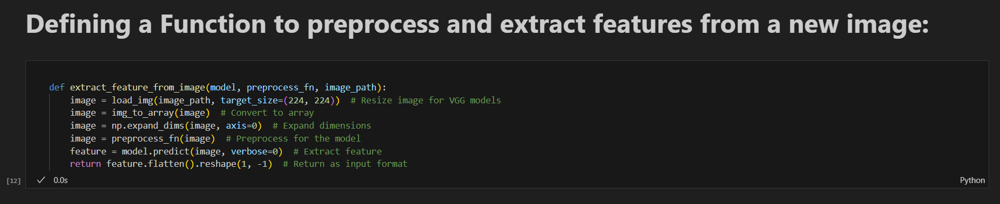 Defining a Function to preprocess and extract features from a new image:
def extract_feature_from_image(model, preprocess_fn, image_path):
    image = load_img(image_path, target_size=(224, 224))  # Resize image for VGG models
    image = img_to_array(image)  # Convert to array
    image = np.expand_dims(image, axis=0)  # Expand dimensions
    image = preprocess_fn(image)  # Preprocess for the model
    feature = model.predict(image, verbose=0)  # Extract feature
    return feature.flatten().reshape(1, -1)  # Return as input format
[12] ✓ 0.0s Python